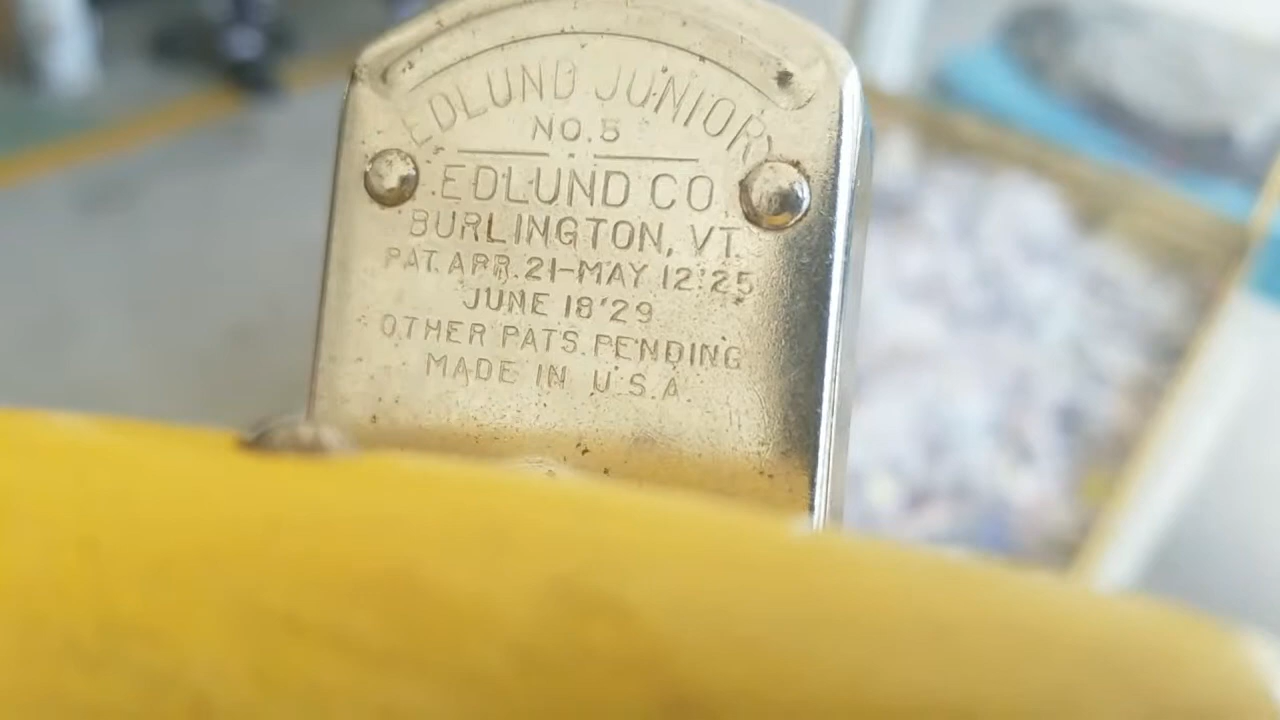 EDLUND JUNIOR
NO.5
EDLUND CO.
BURLINGTON, VT.
PAT. APR. 21-MAY 12'25
JUNE 18'29
OTHER PATS. PENDING
MADE IN U.S.A.